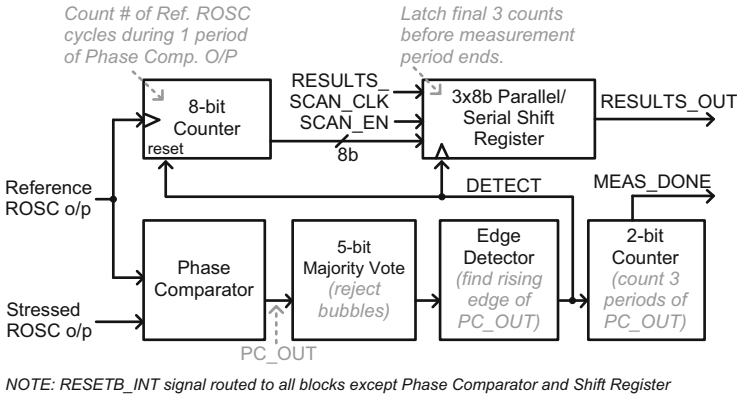 Count # of Ref. ROSC
cycles during 1 period
of Phase Comp. O/P
Latch final 3 counts
before measurement
period ends.
8-bit
Counter
reset
RESULTS_
SCAN_CLK
SCAN_EN
8b
3x8b Parallel/
Serial Shift
Register
RESULTS_OUT
Reference
ROSC o/p
DETECT
MEAS_DONE
Stressed
ROSC o/p
Phase
Comparator
PC_OUT
5-bit
Majority Vote
(reject
bubbles)
Edge
Detector
(find rising
edge of
PC_OUT)
2-bit
Counter
(count 3
periods of
PC_OUT)
NOTE: RESETB_INT signal routed to all blocks except Phase Comparator and Shift Register